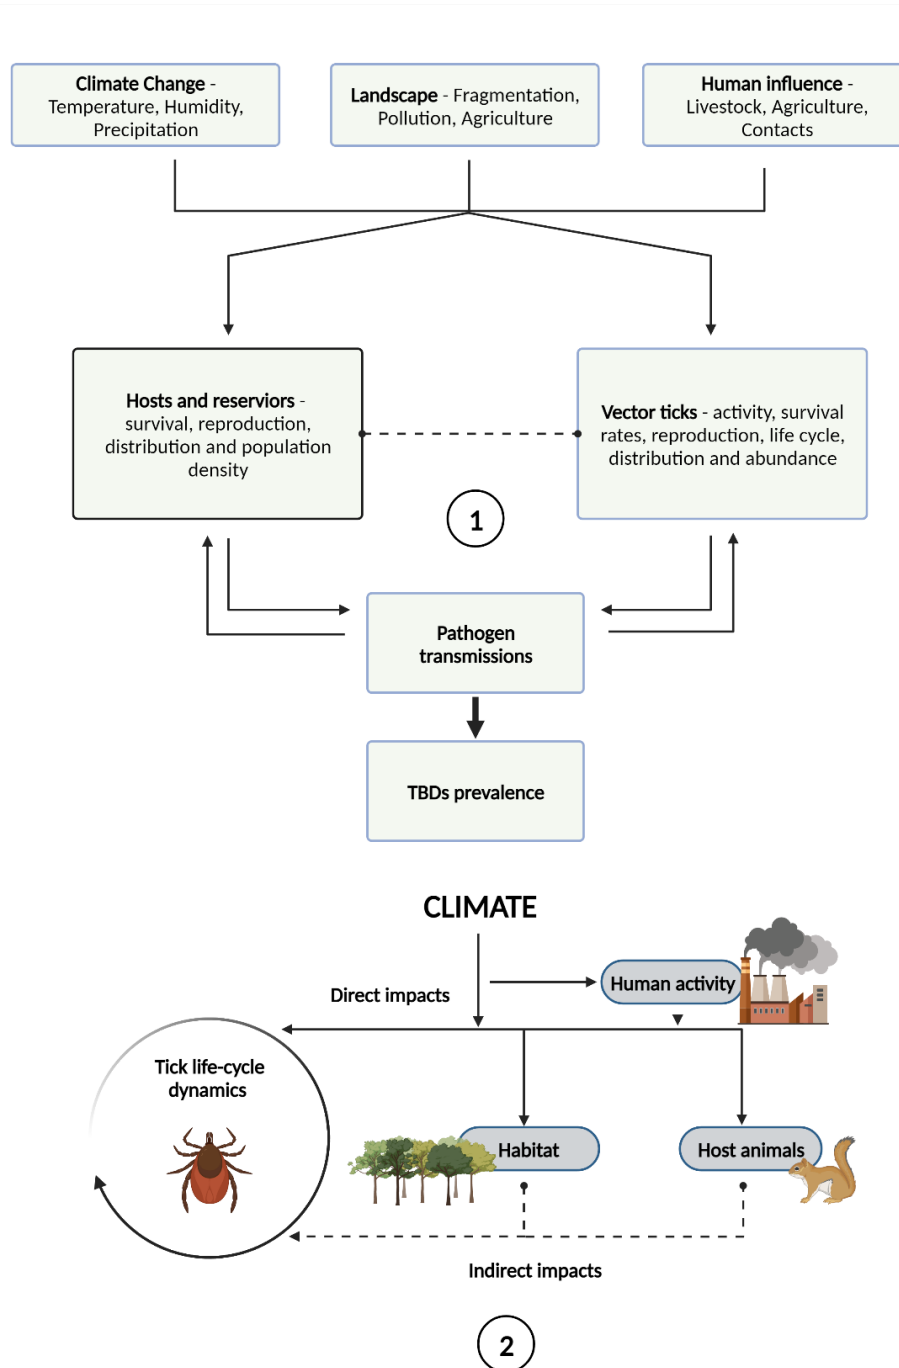 Climate Change -
Temperature, Humidity,
Precipitation
Landscape - Fragmentation,
Pollution, Agriculture
Human influence -
Livestock, Agriculture,
Contacts
Hosts and reserviors -
survival, reproduction,
distribution and population
density
Vector ticks - activity, survival
rates, reproduction, life cycle,
distribution and abundance
1
Pathogen
transmissions
TBDs prevalence
CLIMATE
Human activity
Direct impacts
Tick life-cycle
dynamics
Habitat
Host animals
Indirect impacts
2